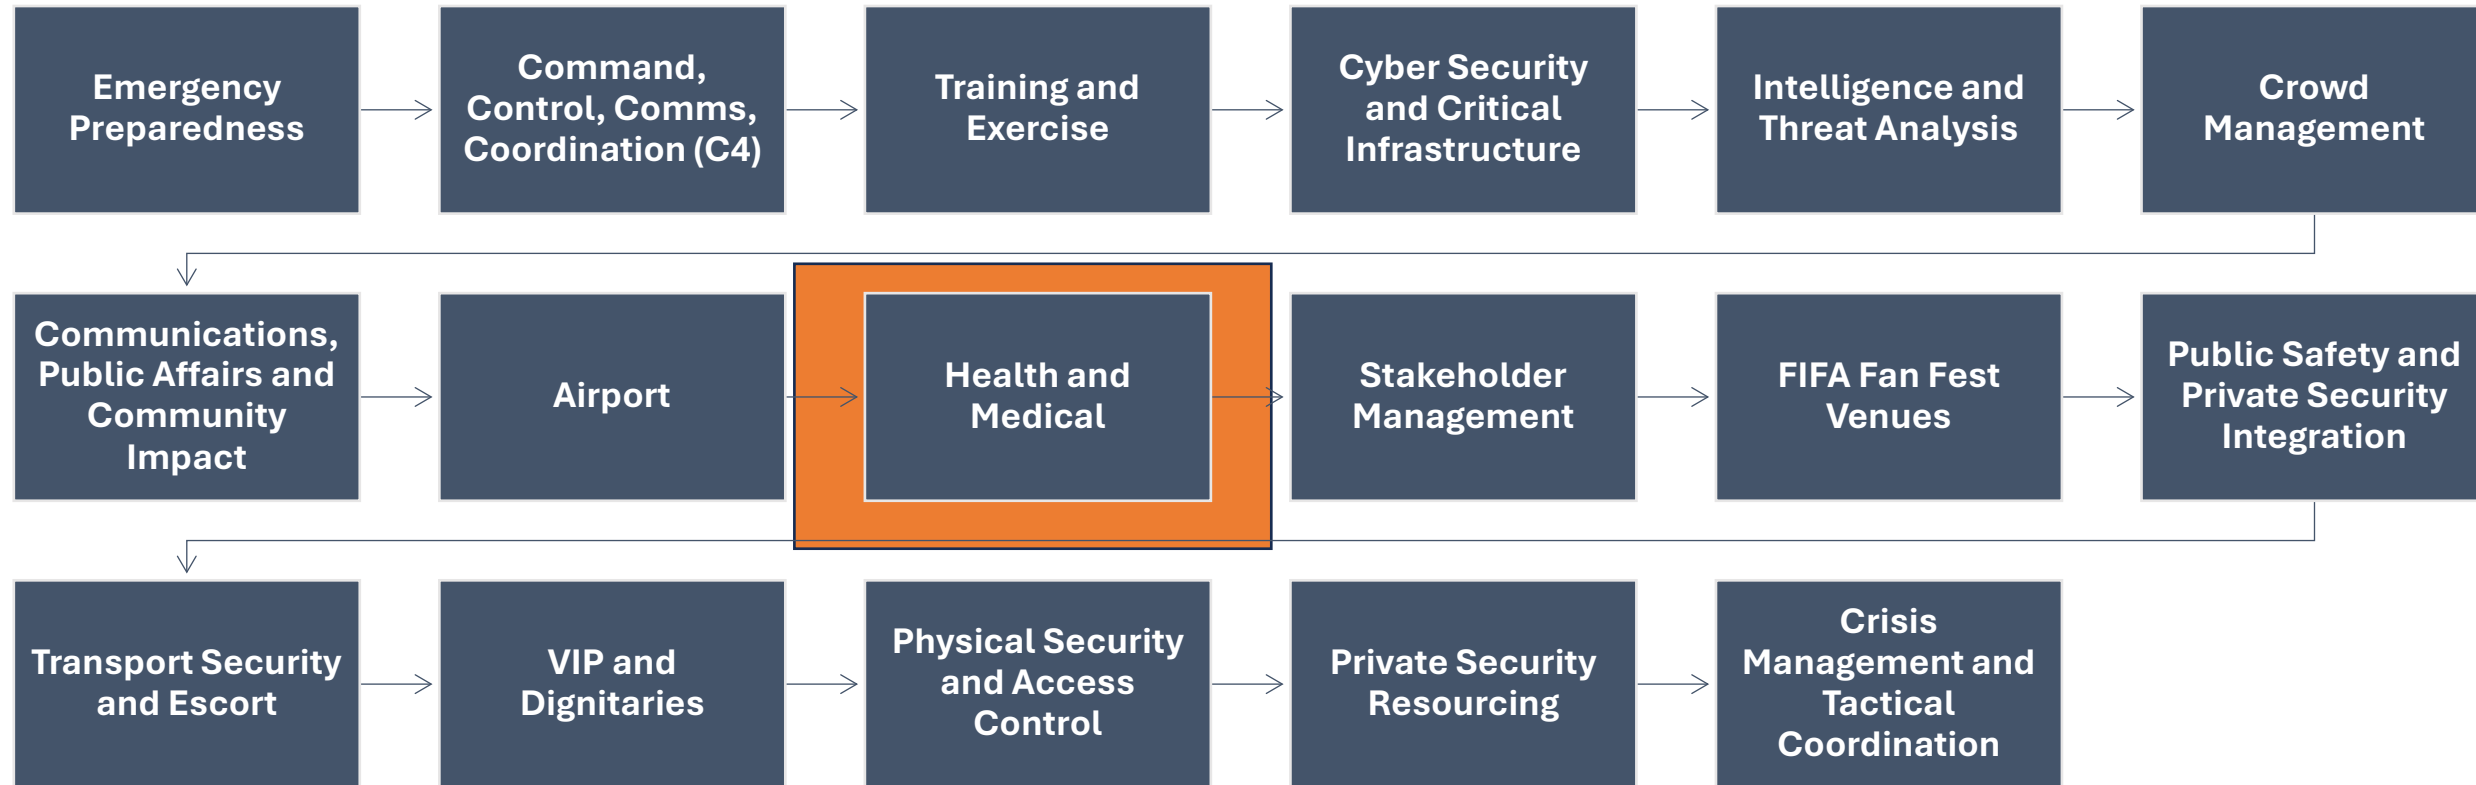 Emergency
Preparedness
Command,
Control, Comms,
Coordination (C4)
Training and
Exercise
Cyber Security
and Critical
Infrastructure
Intelligence and
Threat Analysis
Crowd
Management
Communications,
Public Affairs and
Community
Impact
Airport
Health and
Medical
Stakeholder
Management
FIFA Fan Fest
Venues
Public Safety and
Private Security
Integration
Transport Security
and Escort
VIP and
Dignitaries
Physical Security
and Access
Control
Private Security
Resourcing
Crisis
Management and
Tactical
Coordination